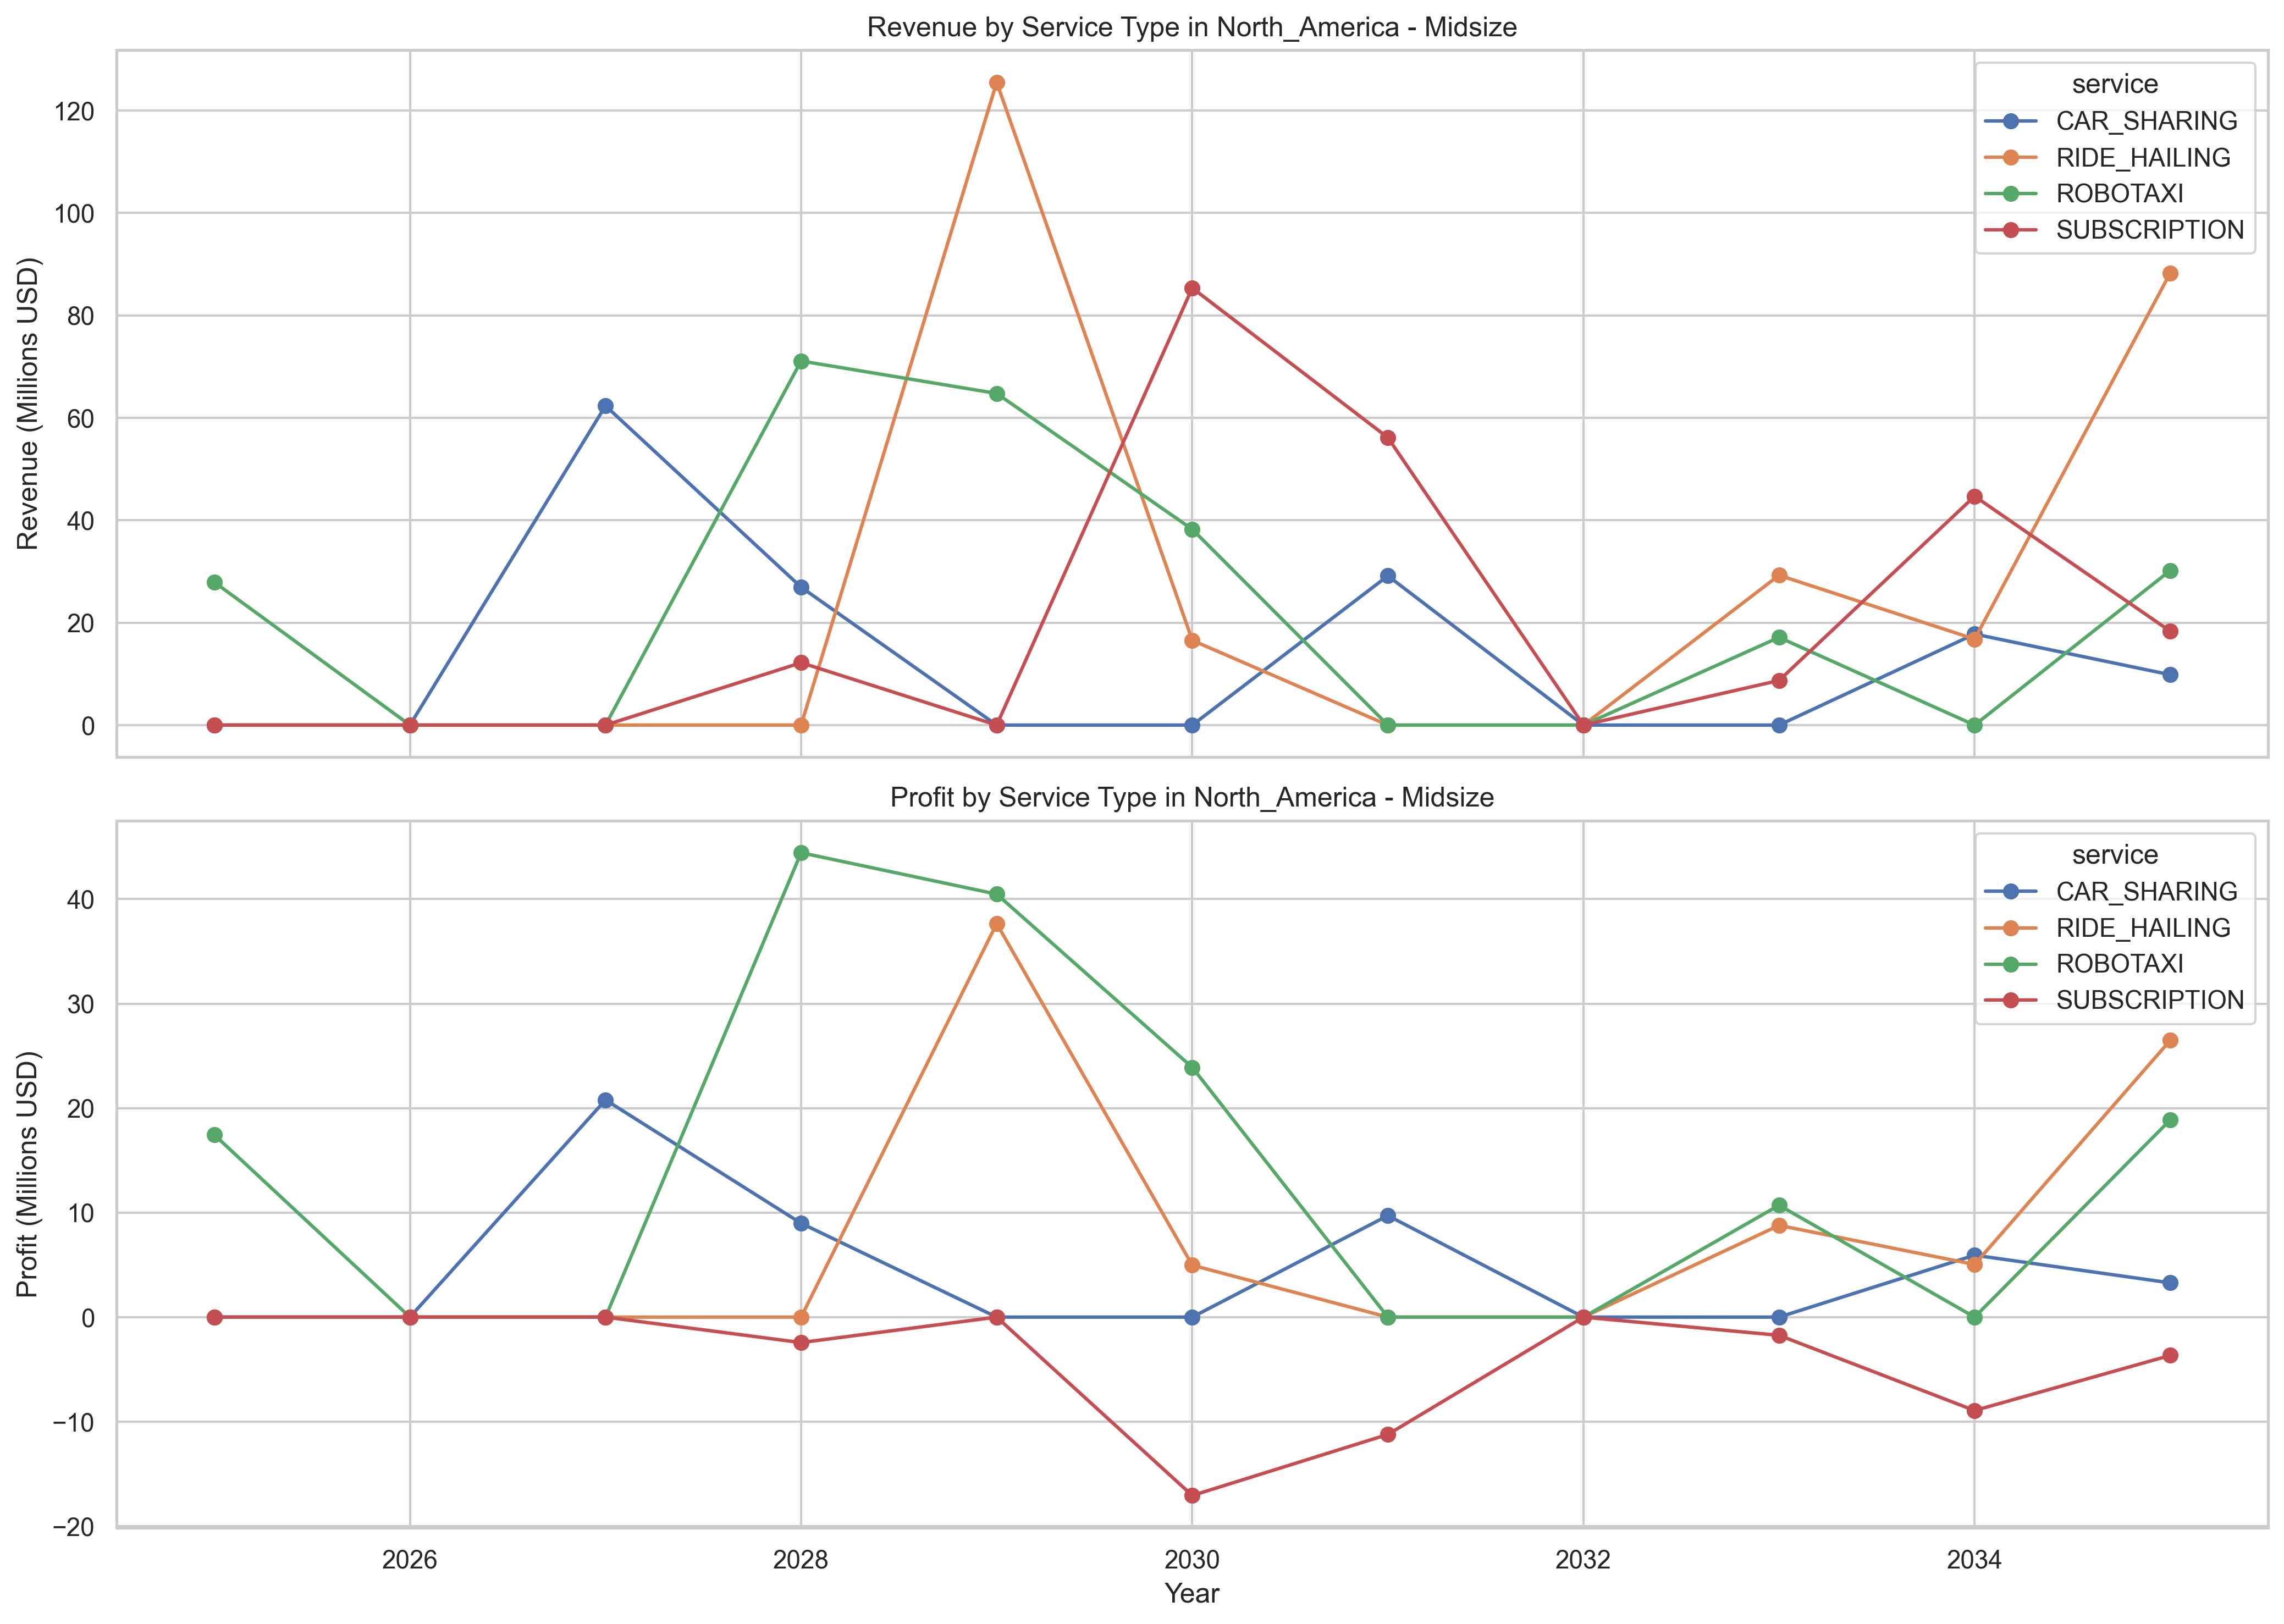 Revenue by Service Type in North_America - Midsize
Revenue (Millions USD)
120
100
80
60
40
20
0
service
CAR_SHARING
RIDE_HAILING
ROBOTAXI
SUBSCRIPTION
Profit by Service Type in North_America - Midsize
Profit (Millions USD)
40
30
20
10
0
−10
−20
service
CAR_SHARING
RIDE_HAILING
ROBOTAXI
SUBSCRIPTION
2026 2028 2030 2032 2034
Year